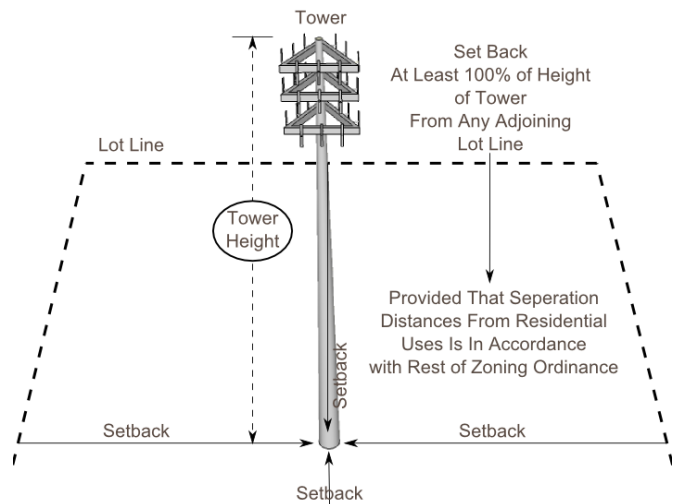 Tower
Set Back
At Least 100% of Height
of Tower
From Any Adjoining
Lot Line
Lot Line
Tower
Height
Provided That Seperation
Distances From Residential
Uses Is In Accordance
with Rest of Zoning Ordinance
Setback
Setback
Setback
Setback